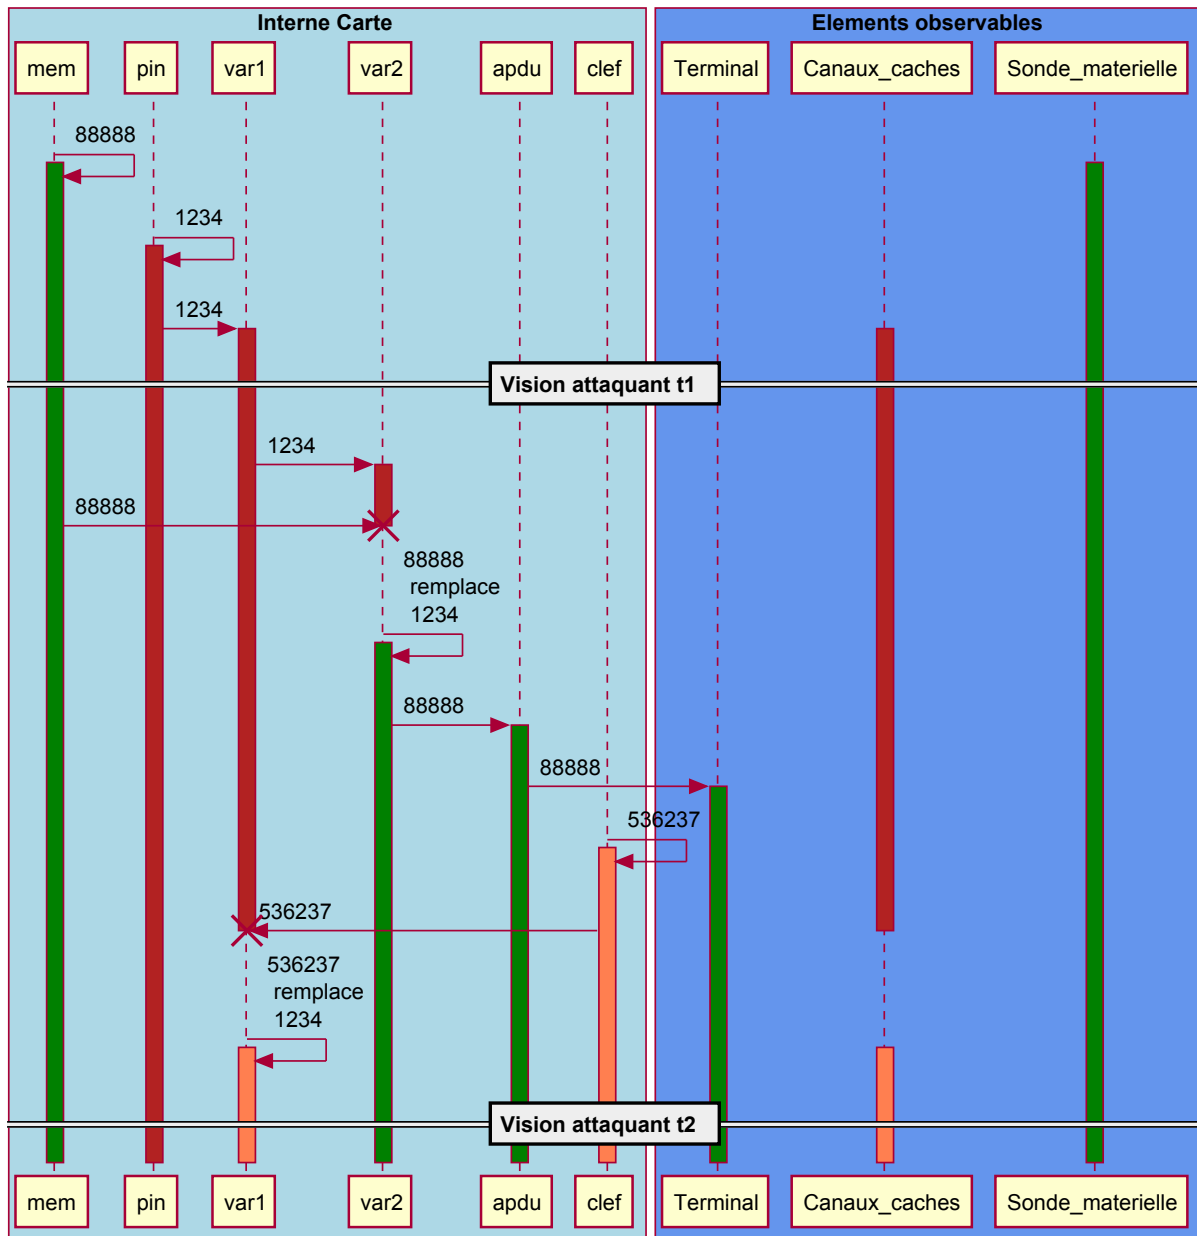 Interne Carte
Elements observables
mem
pin
var1
var2
apdu
clef
Terminal
Canaux_caches
Sonde_materielle
88888
1234
1234
Vision attaquant t1
1234
88888
88888
remplace
1234
88888
88888
536237
536237
536237
remplace
1234
Vision attaquant t2
mem
pin
var1
var2
apdu
clef
Terminal
Canaux_caches
Sonde_materielle